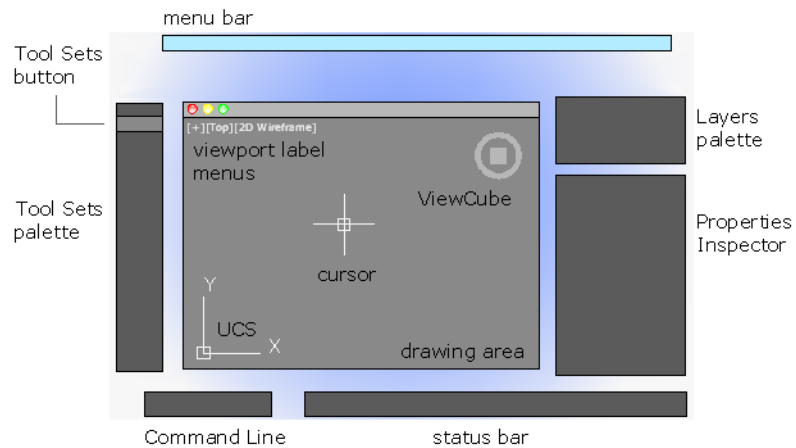 menu bar
Tool Sets
button
[+][Top][2D Wireframe]
viewport label
menus
ViewCube
Layers
palette
Tool Sets
palette
Properties
Inspector
cursor
Y
UCS
X
drawing area
Command Line
status bar